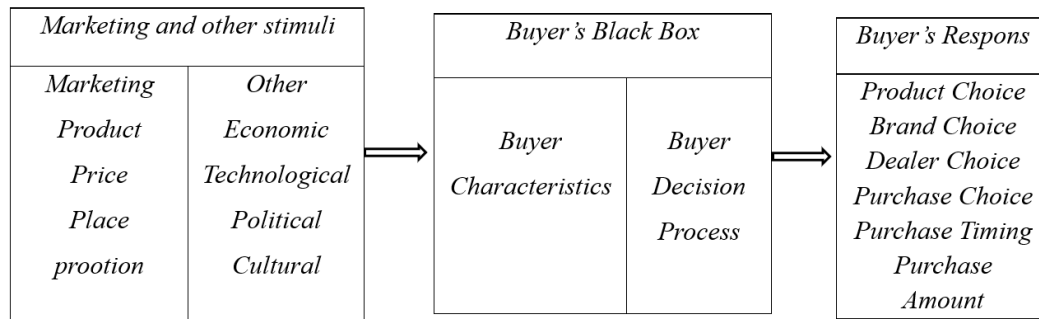 Marketing and other stimuli
Marketing
Product
Price
Place
prootion
Other
Economic
Technological
Political
Cultural
Buyer's Black Box
Buyer
Characteristics
Buyer
Decision
Process
Buyer's Respons
Product Choice
Brand Choice
Dealer Choice
Purchase Choice
Purchase Timing
Purchase
Amount